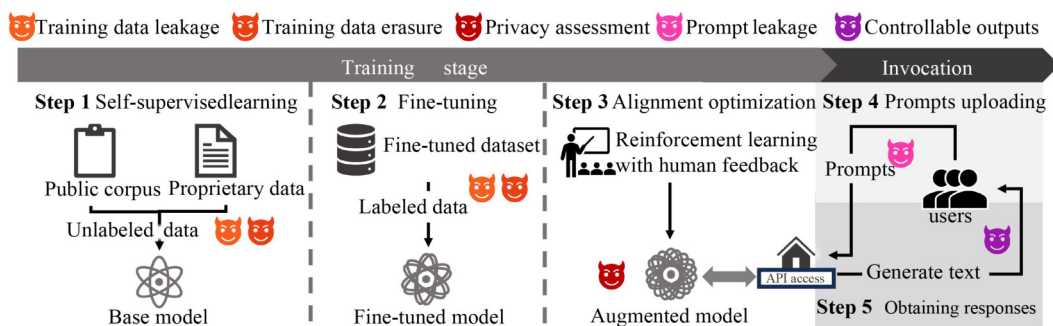 Training data leakage Training data erasure Privacy assessment Prompt leakage Controllable outputs
Training stage
Invocation
Step 1 Self-supervisedlearning
Public corpus
Proprietary data
Unlabeled data
Base model
Step 2 Fine-tuning
Fine-tuned dataset
Labeled data
Fine-tuned model
Step 3 Alignment optimization
Reinforcement learning
with human feedback
Augmented model
API access
Step 4 Prompts uploading
Prompts
users
Generate text
Step 5 Obtaining responses